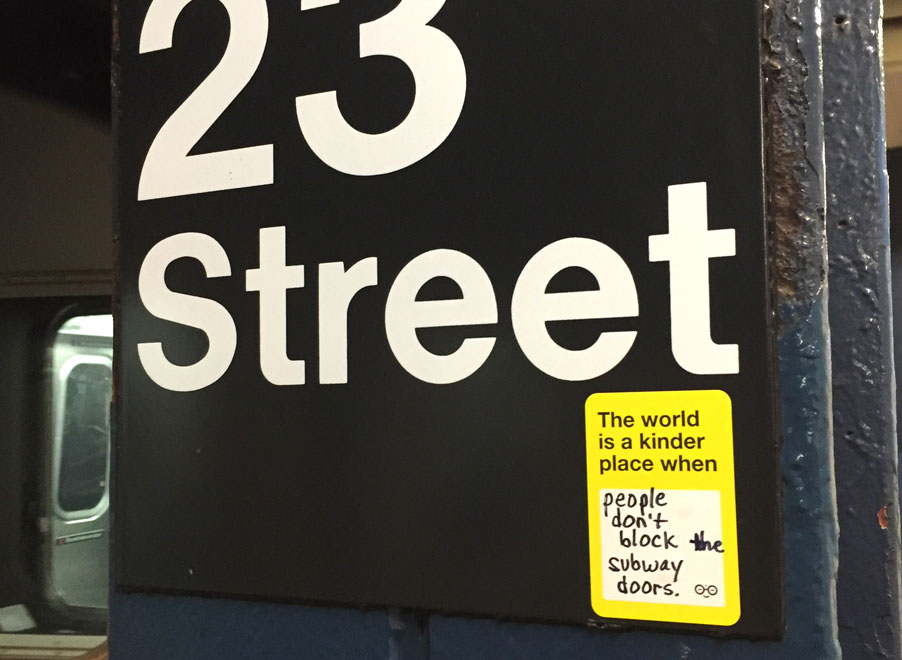 23
Street
The world
is a kinder
place when
people
don't
block the
subway
doors.